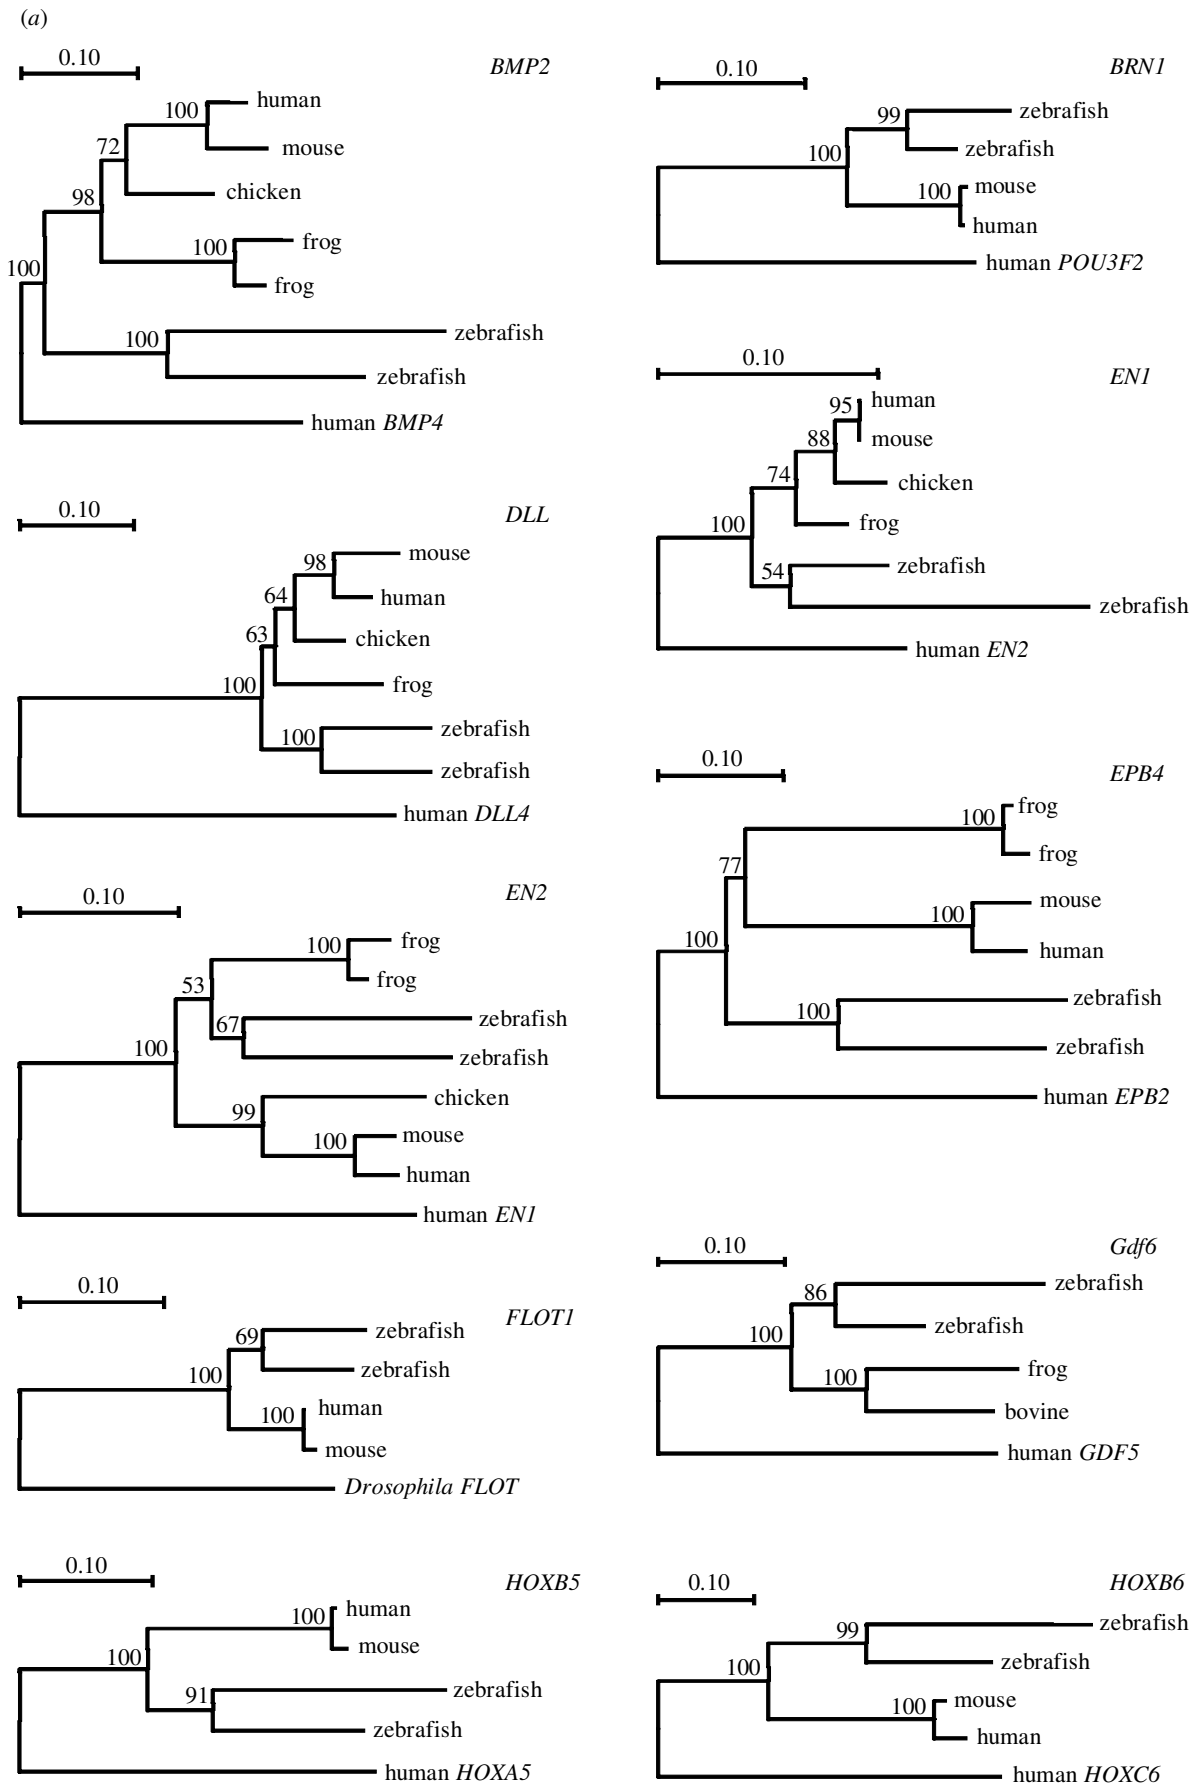 (a)
0.10
BMP2
100
human
72
mouse
98
chicken
100
frog
frog
100
100
zebrafish
zebrafish
human BMP4
0.10
BRN1
99
zebrafish
100
zebrafish
100
mouse
human
human POU3F2
0.10
EN1
95
human
88
mouse
74
chicken
100
frog
54
zebrafish
zebrafish
human EN2
0.10
DLL
98
mouse
64
human
63
chicken
100
frog
100
zebrafish
zebrafish
human DLL4
0.10
EPB4
100
frog
frog
77
100
mouse
100
human
100
zebrafish
zebrafish
human EPB2
0.10
EN2
100
frog
frog
53
67
zebrafish
100
zebrafish
99
chicken
100
mouse
human
human EN1
0.10
Gdf6
86
zebrafish
100
zebrafish
100
frog
bovine
human GDF5
0.10
FLOT1
69
zebrafish
100
zebrafish
100
human
mouse
Drosophila FLOT
0.10
HOXB5
100
human
mouse
100
91
zebrafish
zebrafish
human HOXA5
0.10
HOXB6
99
zebrafish
100
zebrafish
100
mouse
human
human HOXC6